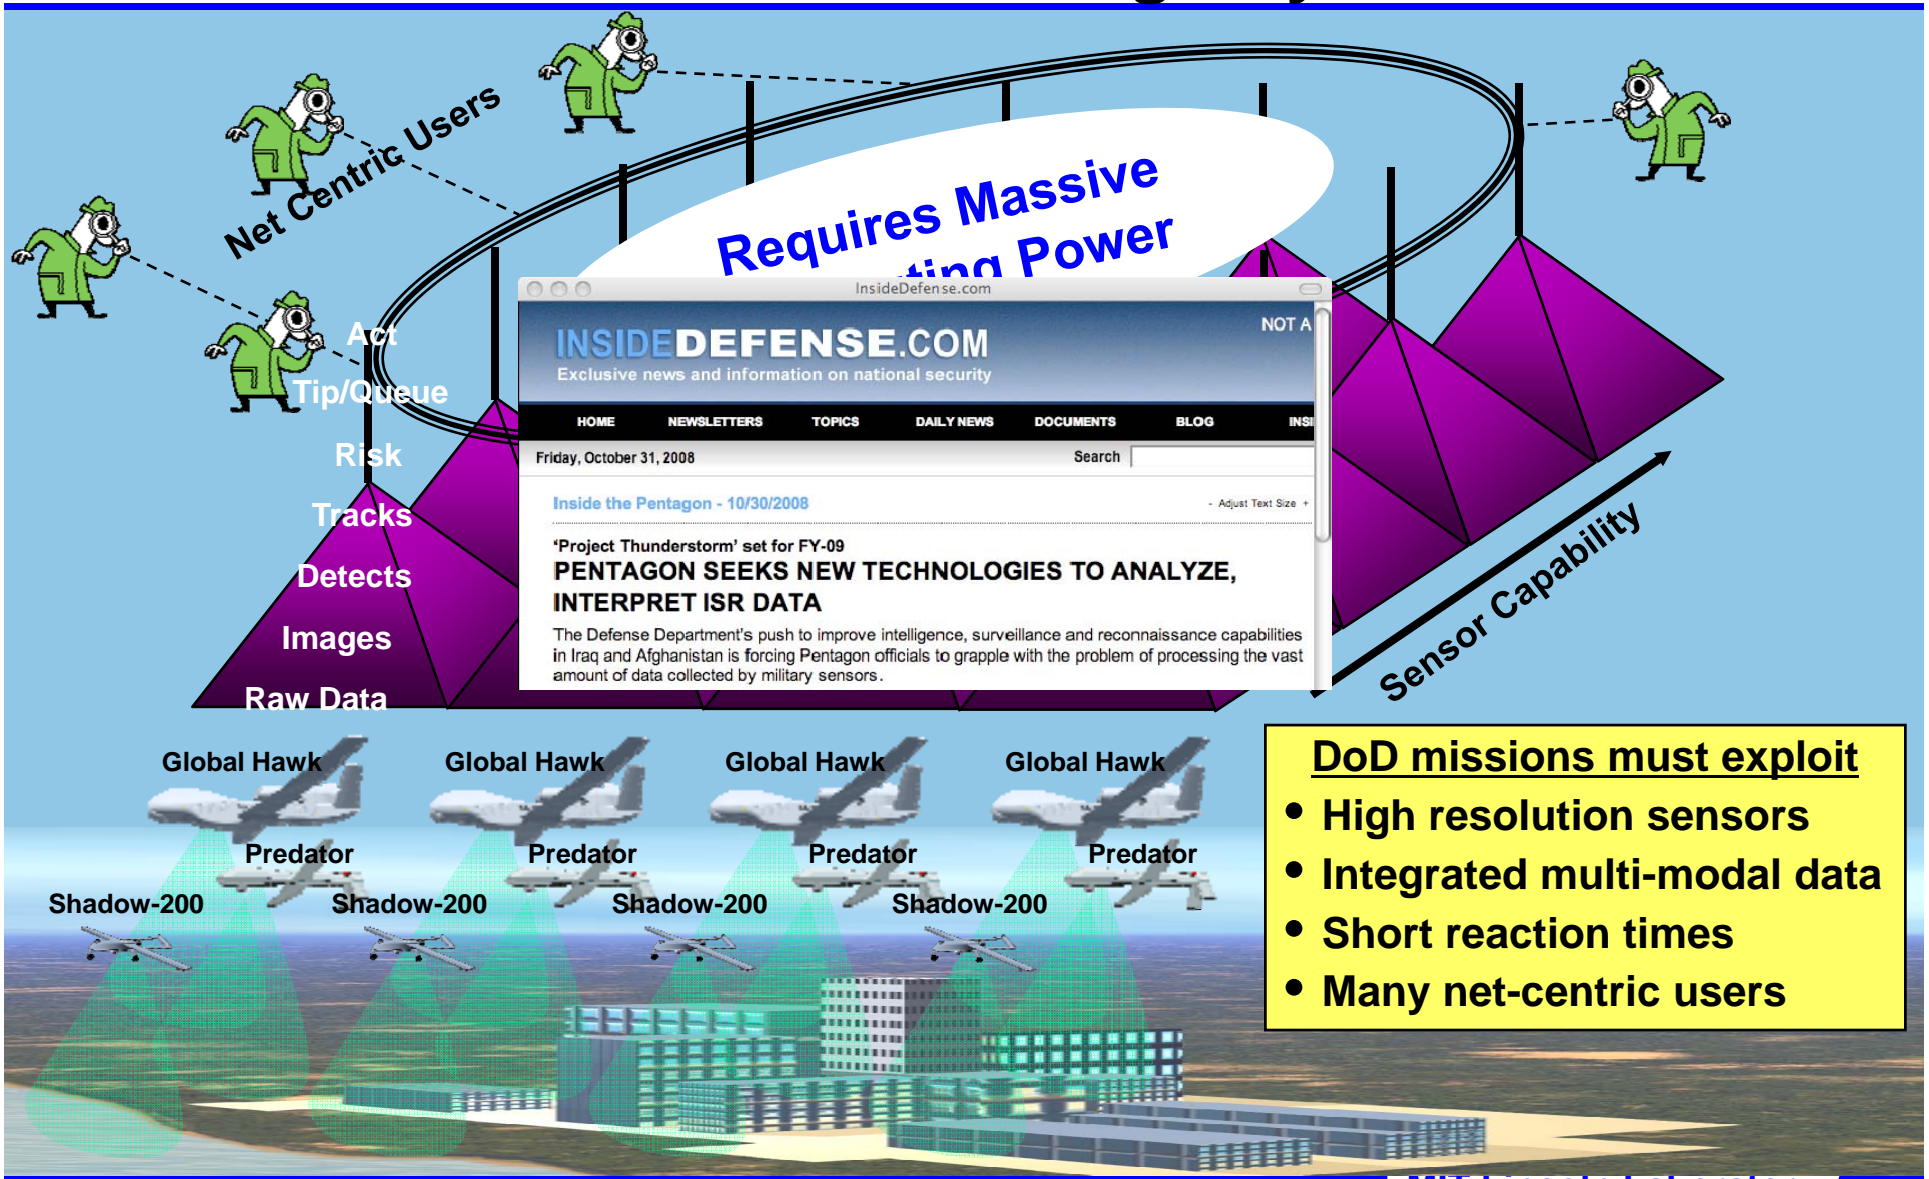 Net Centric Users
Requires Massive
Power
Act
Tip/Queue
Risk
Tracks
Detects
Images
Raw Data
InsideDefense.com
INSIDEDEFENSE.COM
NOT A
Exclusive news and information on national security
HOME NEWSLETTERS TOPICS DAILY NEWS DOCUMENTS BLOG
Friday, October 31, 2008 Search
Inside the Pentagon - 10/30/2008 - Adjust Text Size +
'Project Thunderstorm' set for FY-09
PENTAGON SEEKS NEW TECHNOLOGIES TO ANALYZE,
INTERPRET ISR DATA
The Defense Department's push to improve intelligence, surveillance and reconnaissance capabilities
in Iraq and Afghanistan is forcing Pentagon officials to grapple with the problem of processing the vast
amount of data collected by military sensors.
Sensor Capability
Global Hawk Global Hawk Global Hawk Global Hawk
Predator Predator Predator Predator
Shadow-200 Shadow-200 Shadow-200 Shadow-200
DoD missions must exploit
• High resolution sensors
• Integrated multi-modal data
• Short reaction times
• Many net-centric users